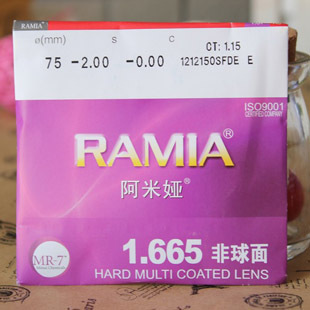 RAMIA®
ø(mm) S C CT: 1.15
75 -2.00 -0.00 1212150SFDE E
ISO9001
CERTIFIED COMPANY
RAMIA®
阿米娅®
MR-7™
1.665 非球面
HARD MULTI COATED LENS